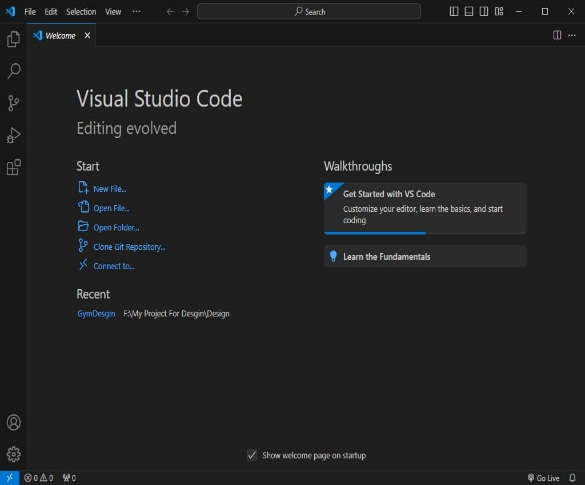 File Edit Selection View ··· Search
Welcome
Visual Studio Code
Editing evolved
Start
New File...
Open File...
Open Folder...
Clone Git Repository...
Connect to...
Recent
GymDesgin F:\My Project For Desgin\Design
Walkthroughs
Get Started with VS Code
Customize your editor, learn the basics, and start
coding
Learn the Fundamentals
Show welcome page on startup
0 0 0 Go Live